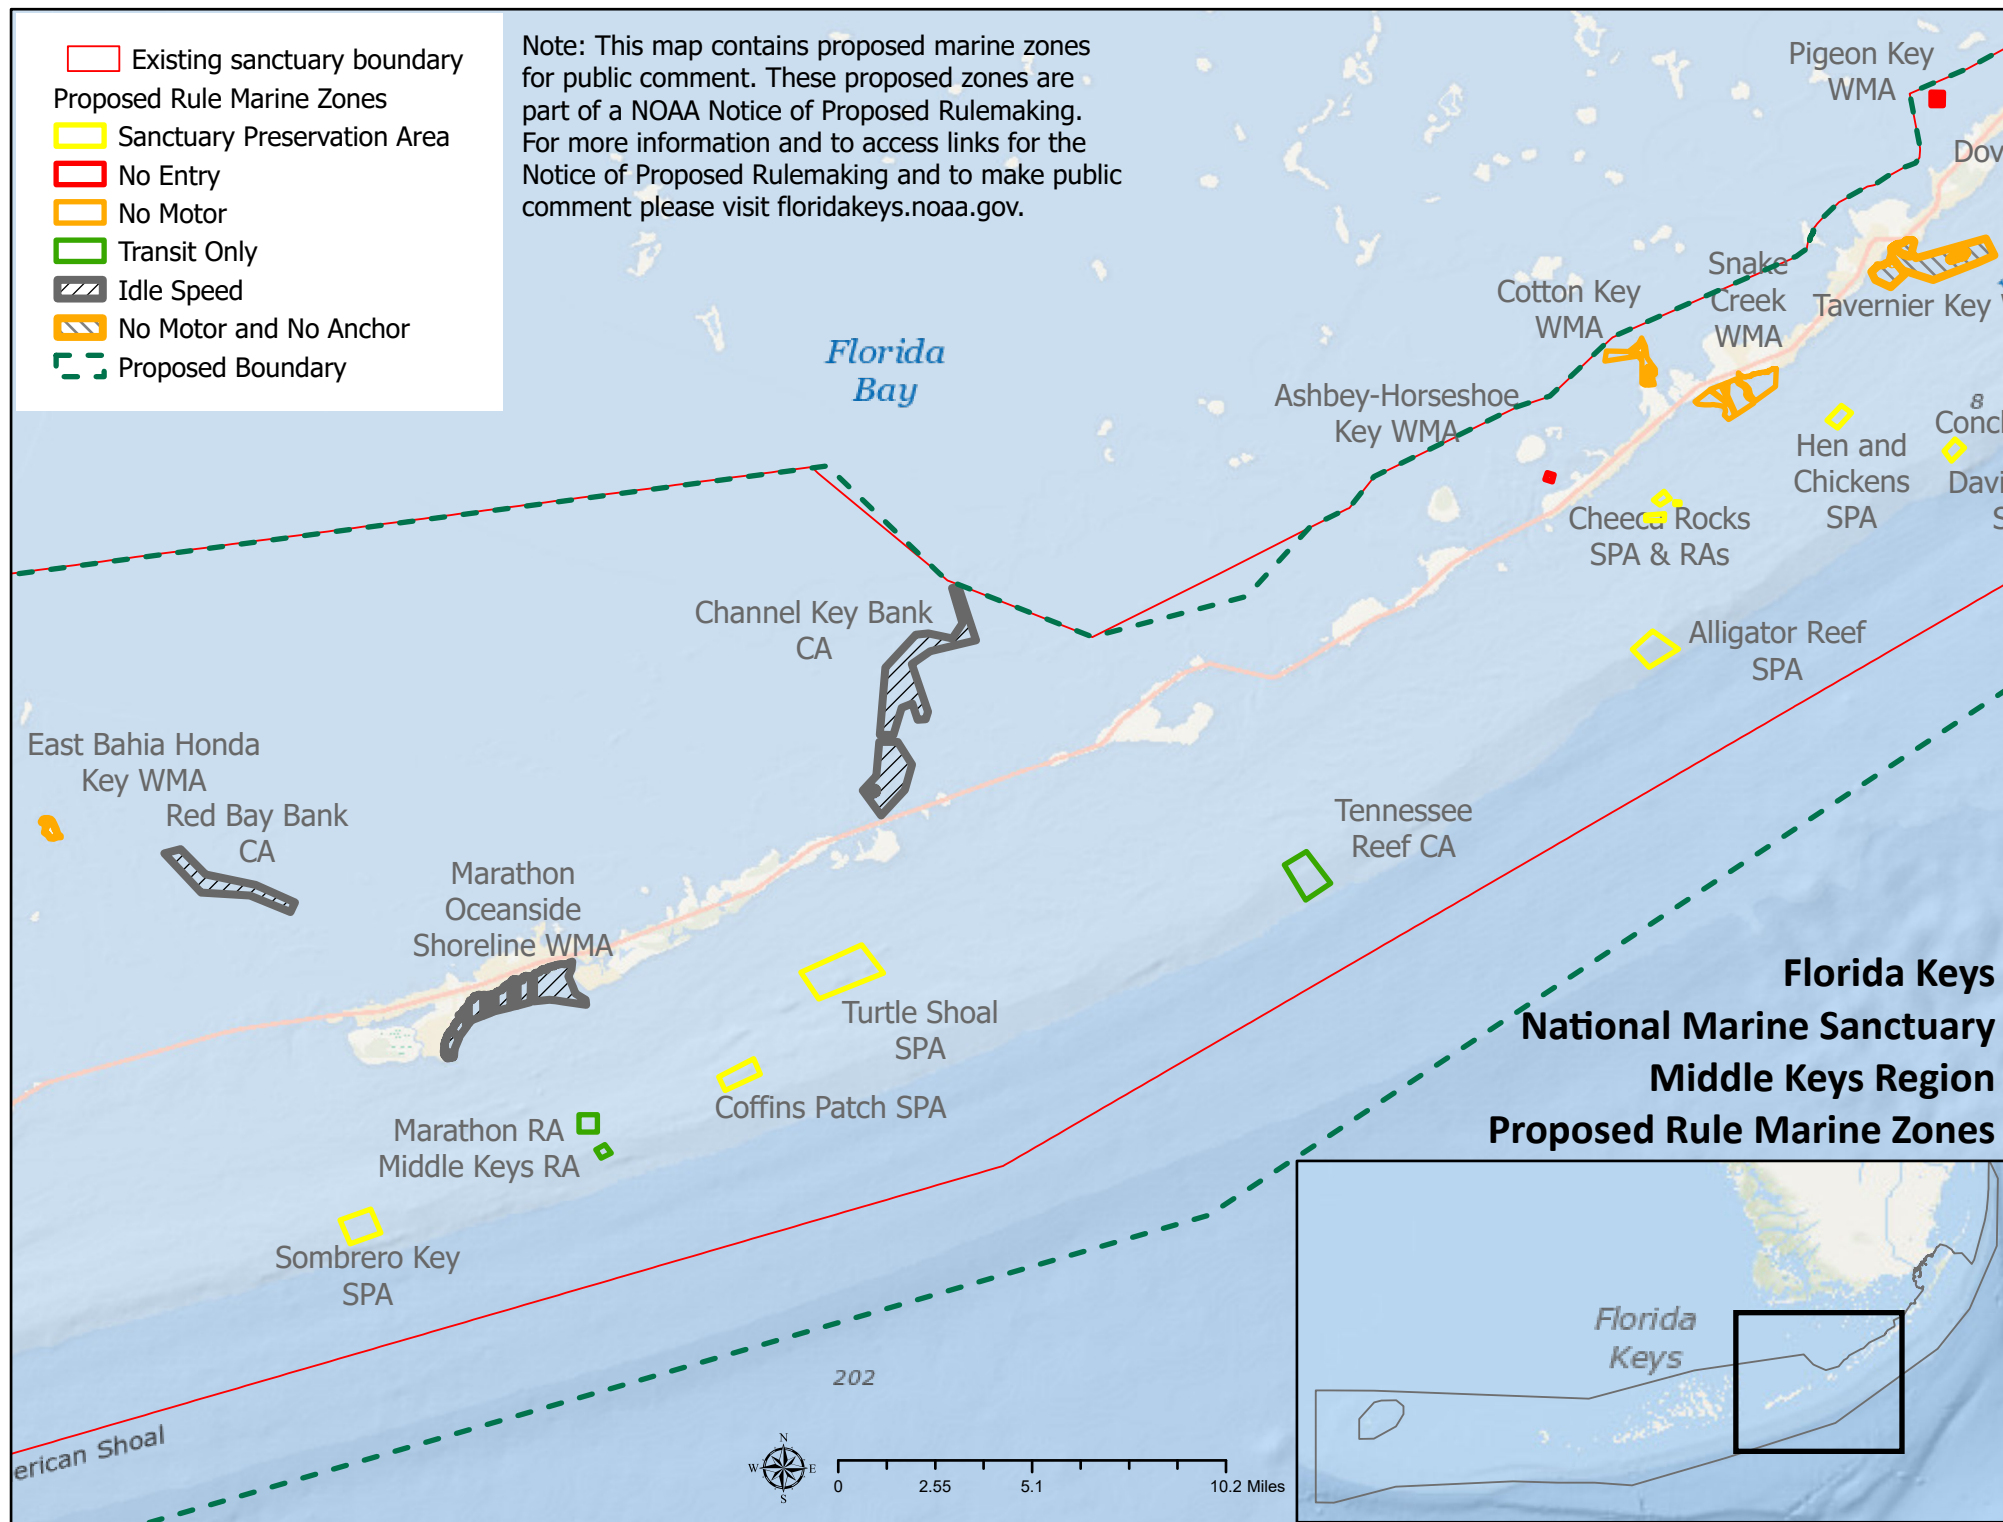 Existing sanctuary boundary
Proposed Rule Marine Zones
Sanctuary Preservation Area
No Entry
No Motor
Transit Only
Idle Speed
No Motor and No Anchor
Proposed Boundary
Note: This map contains proposed marine zones
for public comment. These proposed zones are
part of a NOAA Notice of Proposed Rulemaking.
For more information and to access links for the
Notice of Proposed Rulemaking and to make public
comment please visit floridakeys.noaa.gov.
Pigeon Key
WMA
Dov
Snake
Creek
WMA
Cotton Key
WMA
Tavernier Key
Florida
Bay
Ashbey-Horseshoe
Key WMA
8
Concl
Hen and
Chickens
SPA
Davi
S
Cheeca Rocks
SPA & RAs
Channel Key Bank
CA
Alligator Reef
SPA
East Bahia Honda
Key WMA
Red Bay Bank
CA
Tennessee
Reef CA
Marathon
Oceanside
Shoreline WMA
Turtle Shoal
SPA
Coffins Patch SPA
Marathon RA
Middle Keys RA
Sombrero Key
SPA
Florida Keys
National Marine Sanctuary
Middle Keys Region
Proposed Rule Marine Zones
Florida
Keys
202
erican Shoal
N
W E
S
0 2.55 5.1 10.2 Miles